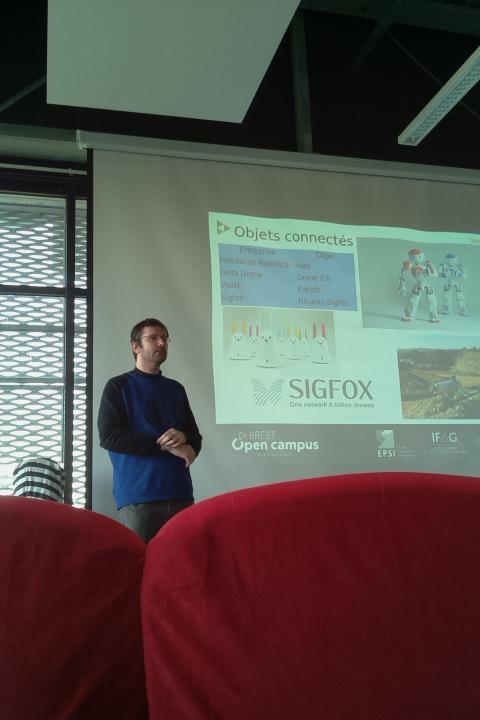 Objets connectés
Entreprise Objet
Aldebaran Robotics Nao
Delta Drone Drone 2.0
Violet Karotz
Sigfox Réseau Sigfox
SIGFOX
One network A billion dreams
BREST
Open campus
EPSI
IFAG